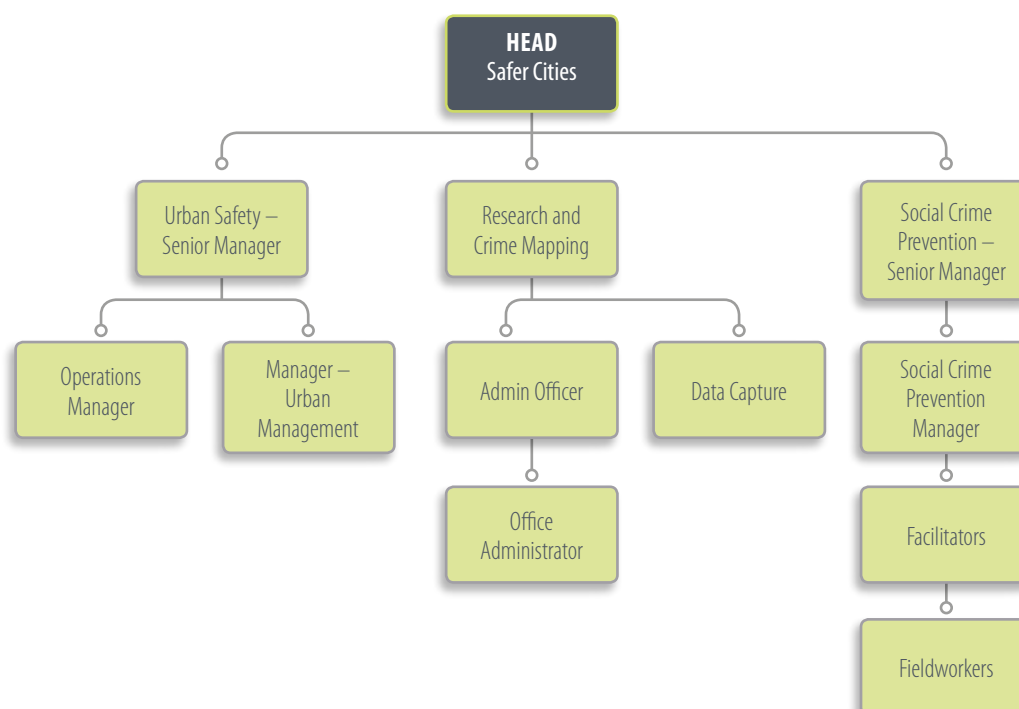 HEAD
Safer Cities
Urban Safety –
Senior Manager
Research and
Crime Mapping
Social Crime
Prevention –
Senior Manager
Operations
Manager
Manager –
Urban
Management
Admin Officer
Data Capture
Social Crime
Prevention
Manager
Office
Administrator
Facilitators
Fieldworkers